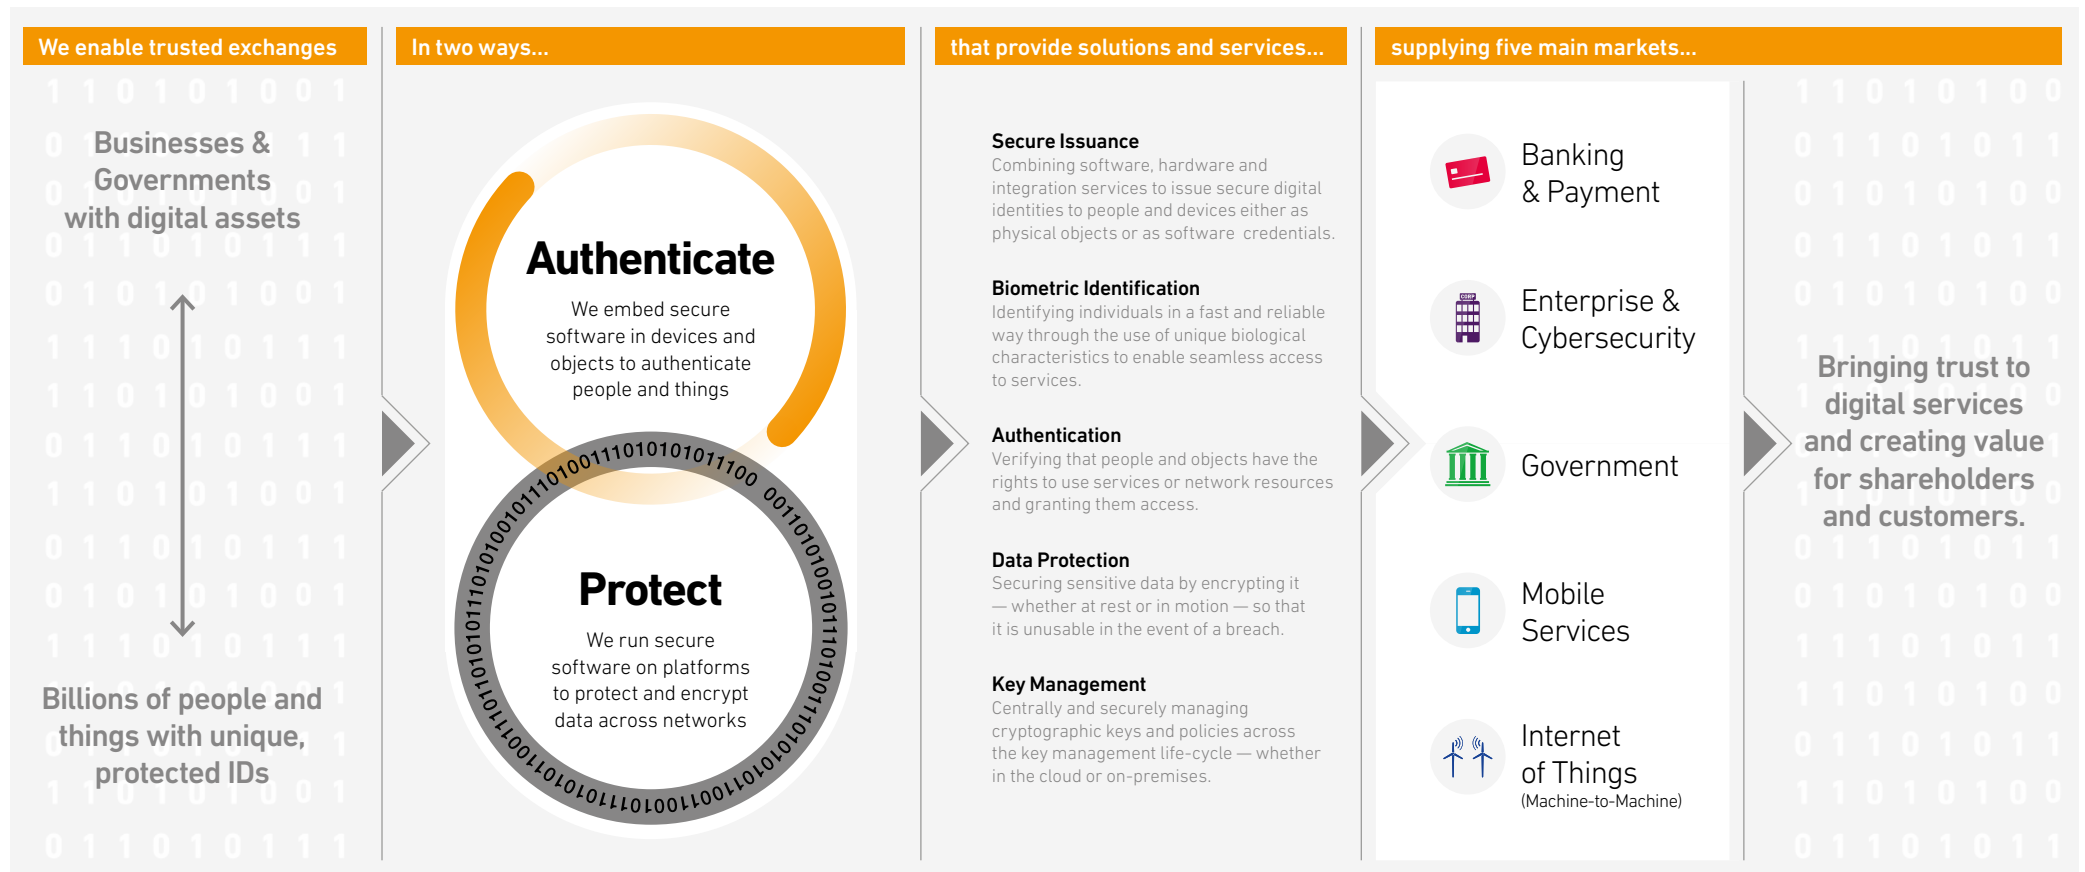 We enable trusted exchanges
Businesses &
Governments
with digital assets
Billions of people and
things with unique,
protected IDs
In two ways...
Authenticate
We embed secure
software in devices and
objects to authenticate
people and things
Protect
We run secure
software on platforms
to protect and encrypt
data across networks
that provide solutions and services...
Secure Issuance
Combining software, hardware and
integration services to issue secure digital
identities to people and devices either as
physical objects or as software credentials.
Biometric Identification
Identifying individuals in a fast and reliable
way through the use of unique biological
characteristics to enable seamless access
to services.
Authentication
Verifying that people and objects have the
rights to use services or network resources
and granting them access.
Data Protection
Securing sensitive data by encrypting it
— whether at rest or in motion — so that
it is unusable in the event of a breach.
Key Management
Centrally and securely managing
cryptographic keys and policies across
the key management life-cycle — whether
in the cloud or on-premises.
supplying five main markets...
Banking
& Payment
CORP
Enterprise &
Cybersecurity
Government
Mobile
Services
Internet
of Things
(Machine-to-Machine)
Bringing trust to
digital services
and creating value
for shareholders
and customers.